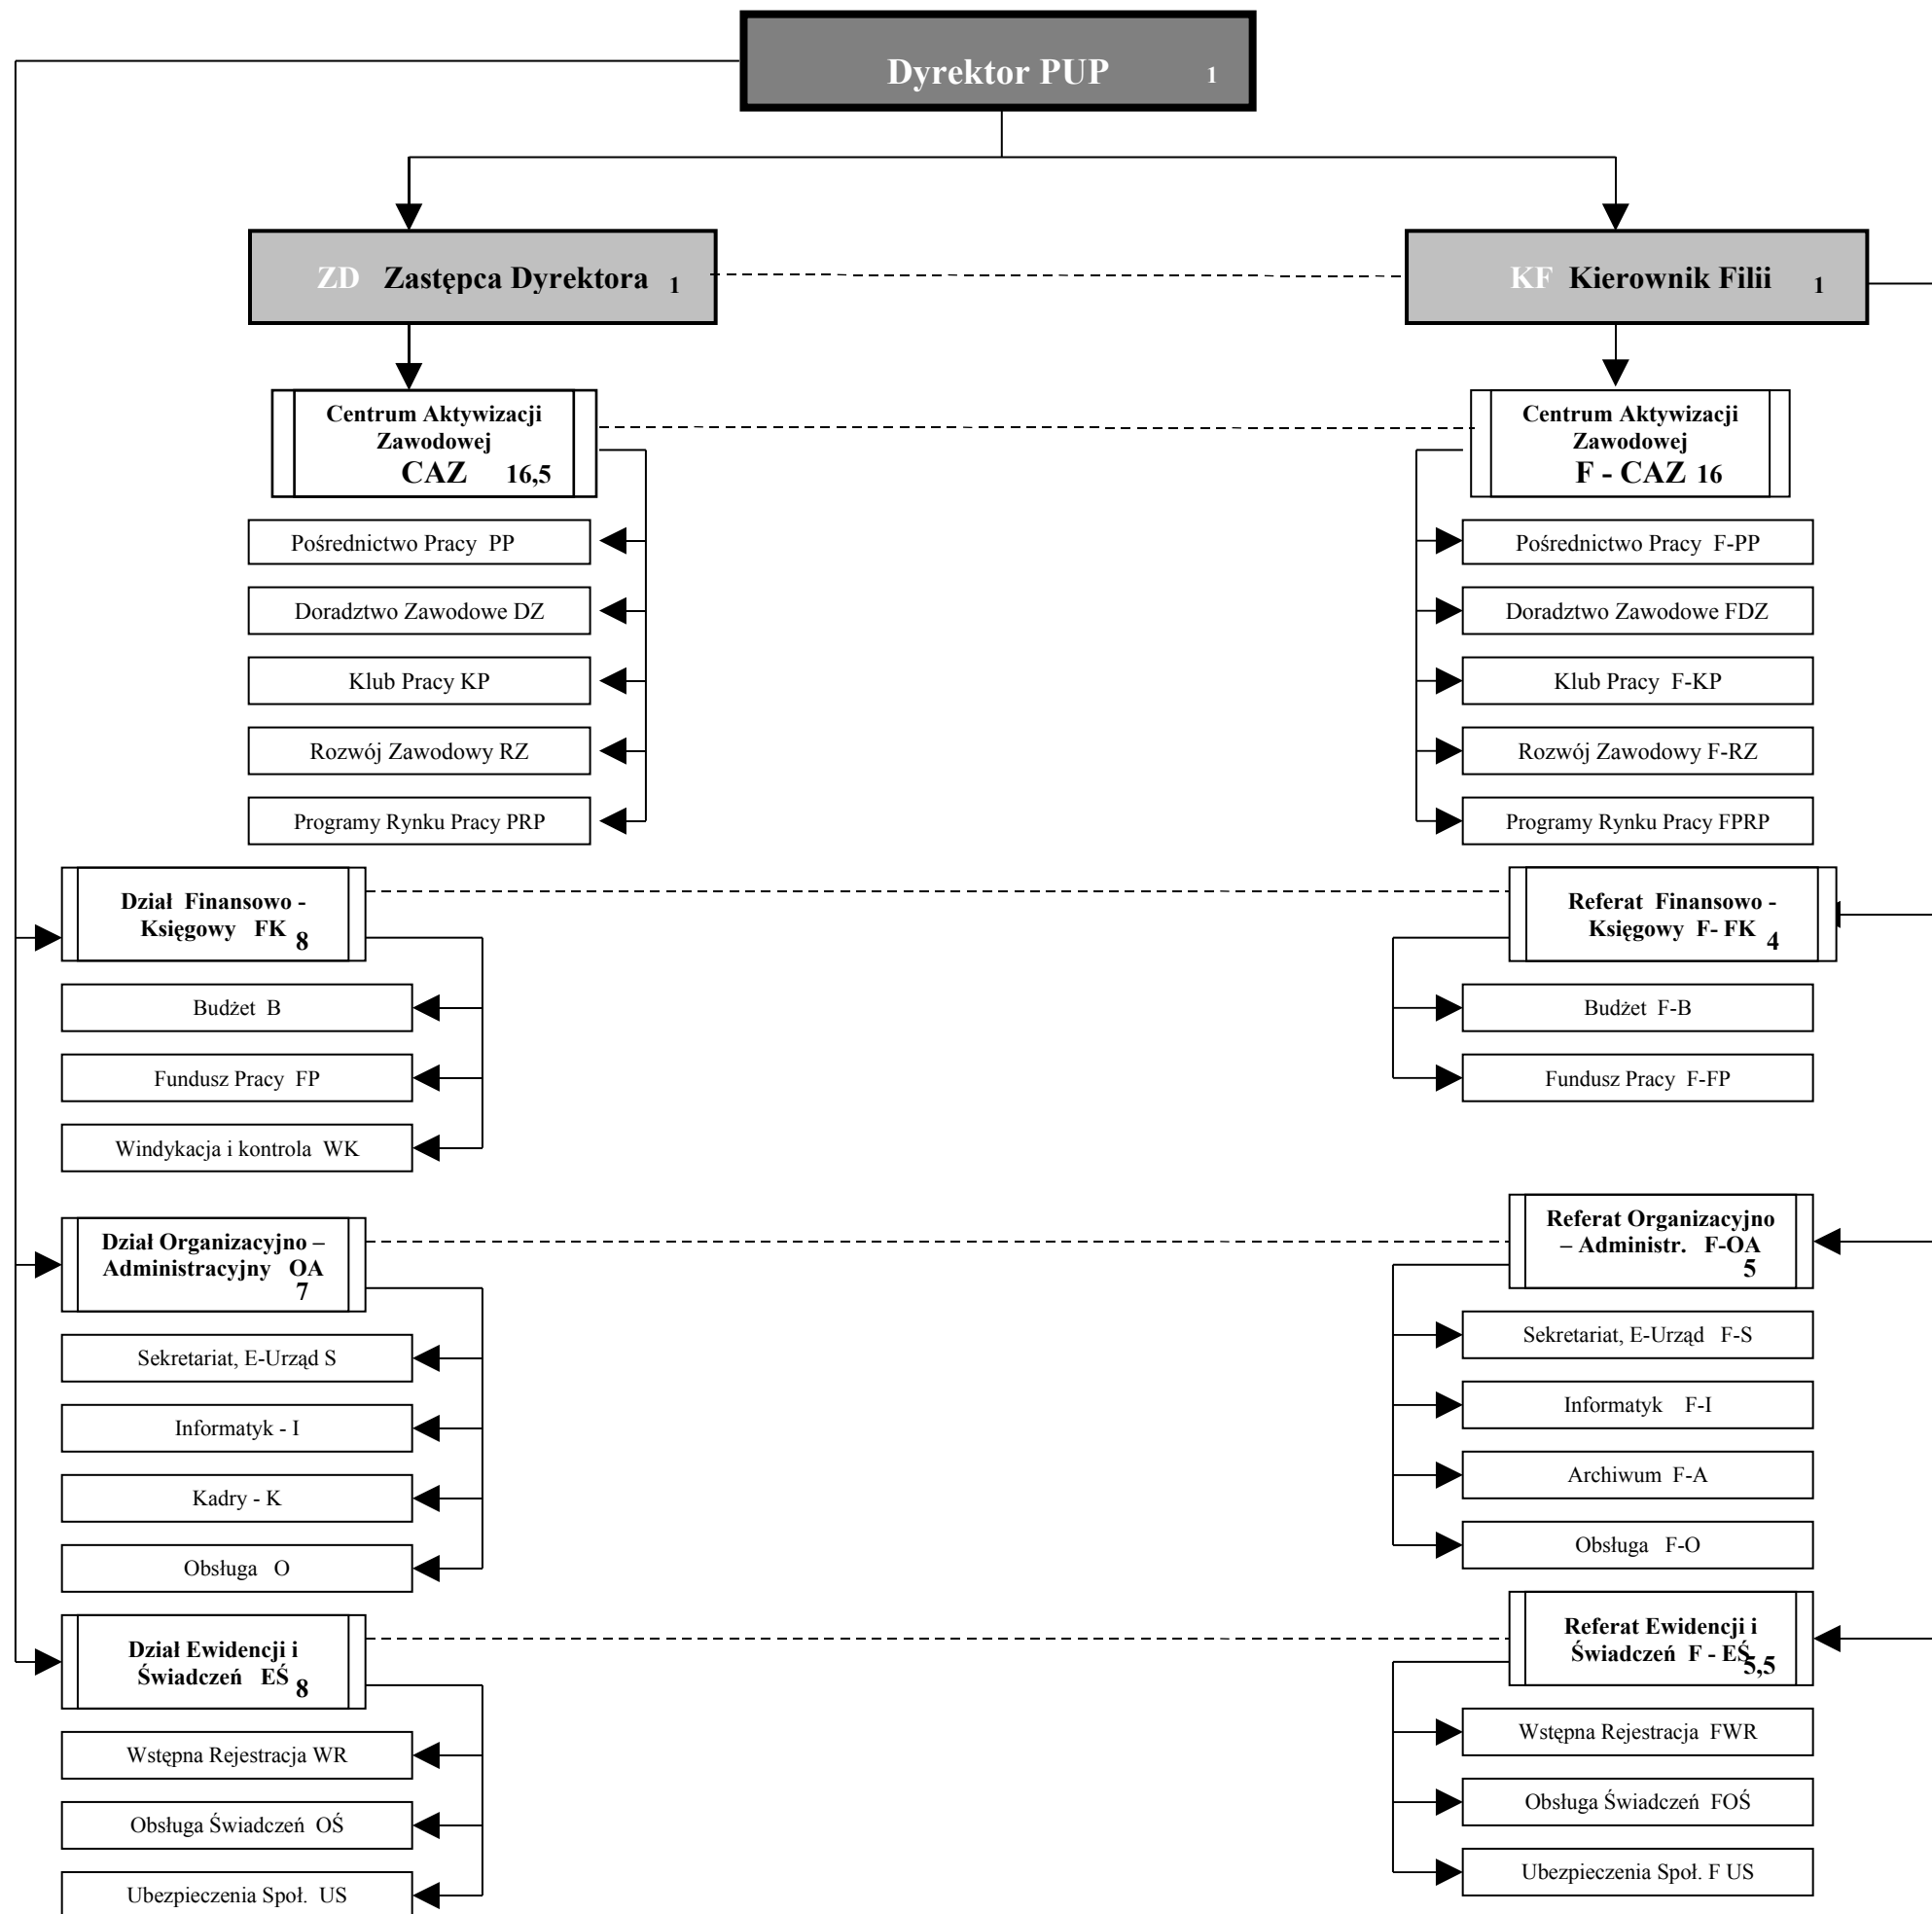 Dyrektor PUP 1
ZD Zastępca Dyrektora 1
KF Kierownik Filii 1
Centrum Aktywizacji
Zawodowej
CAZ 16,5
Centrum Aktywizacji
Zawodowej
F - CAZ 16
Pośrednictwo Pracy PP
Pośrednictwo Pracy F-PP
Doradztwo Zawodowe DZ
Doradztwo Zawodowe FDZ
Klub Pracy KP
Klub Pracy F-KP
Rozwój Zawodowy RZ
Rozwój Zawodowy F-RZ
Programy Rynku Pracy PRP
Programy Rynku Pracy FPRP
Dział Finansowo -
Księgowy FK 8
Referat Finansowo -
Księgowy F- FK 4
Budżet B
Budżet F-B
Fundusz Pracy FP
Fundusz Pracy F-FP
Windykacja i kontrola WK
Dział Organizacyjno –
Administracyjny OA
7
Referat Organizacyjno
– Administr. F-OA
5
Sekretariat, E-Urząd S
Sekretariat, E-Urząd F-S
Informatyk - I
Informatyk F-I
Kadry - K
Archiwum F-A
Obsługa O
Obsługa F-O
Dział Ewidencji i
Świadczeń EŚ 8
Referat Ewidencji i
Świadczeń F - EŚ 5,5
Wstępna Rejestracja WR
Wstępna Rejestracja FWR
Obsługa Świadczeń OŚ
Obsługa Świadczeń FOŚ
Ubezpieczenia Społ. US
Ubezpieczenia Społ. F US